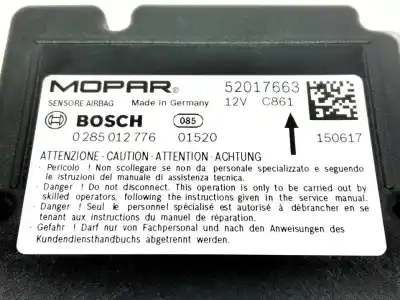 MOPAR®
52017663
SENSORE AIRBAG Made in Germany 12V C861
BOSCH 085
0 285 012 776 01520 150617
ATTENZIONE - CAUTION - ATTENTION - ACHTUNG
- Pericolo ! Non scollegare se non da personale specializzato e seguendo
le istruzioni del manuale di assistenza tecnica.
- Danger ! Do not disconnect. This operation is only to be carried out by
skilled operators, following the instructions given in the service manual.
- Danger ! Seul le personnel spécialisé est autorisé à débrancher en se
tenant aux instructions du manuel de réparation.
- Gefahr ! Darf nur von Fachpersonal und nach den Anweisungen des
Kundendiensthandbuchs abgetrennt werden.